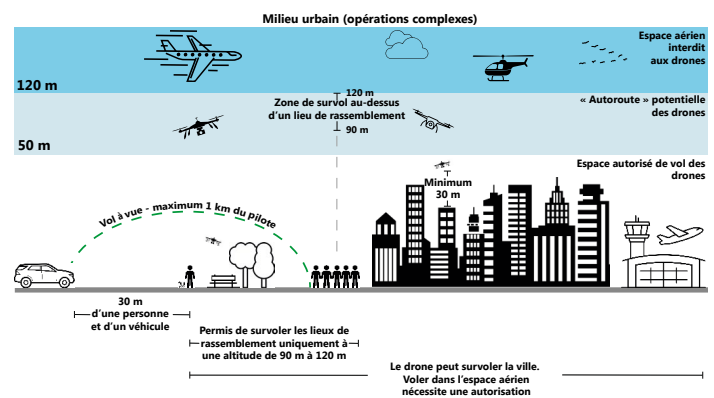 Milieu urbain (opérations complexes)
Espace aérien
interdit
aux drones
120 m
120 m
Zone de survol au-dessus
d'un lieu de rassemblement
90 m
« Autoroute » potentielle
des drones
50 m
Espace autorisé de vol des
drones
Minimum
30 m
Vol à vue - maximum 1 km du pilote
30 m
d'une personne
et d'un véhicule
Permis de survoler les lieux de
rassemblement uniquement à
une altitude de 90 m à 120 m
Le drone peut survoler la ville.
Voler dans l'espace aérien
nécessite une autorisation